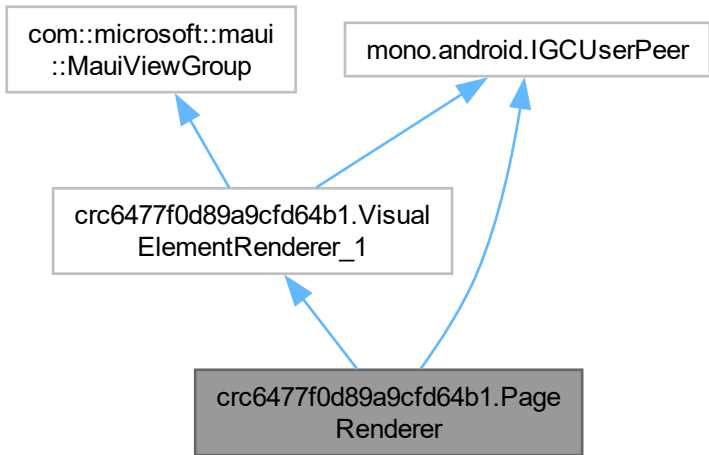 com::microsoft::maui
::MauiViewGroup
mono.android.IGCUserPeer
crc6477f0d89a9cfd64b1.Visual
ElementRenderer_1
crc6477f0d89a9cfd64b1.Page
Renderer